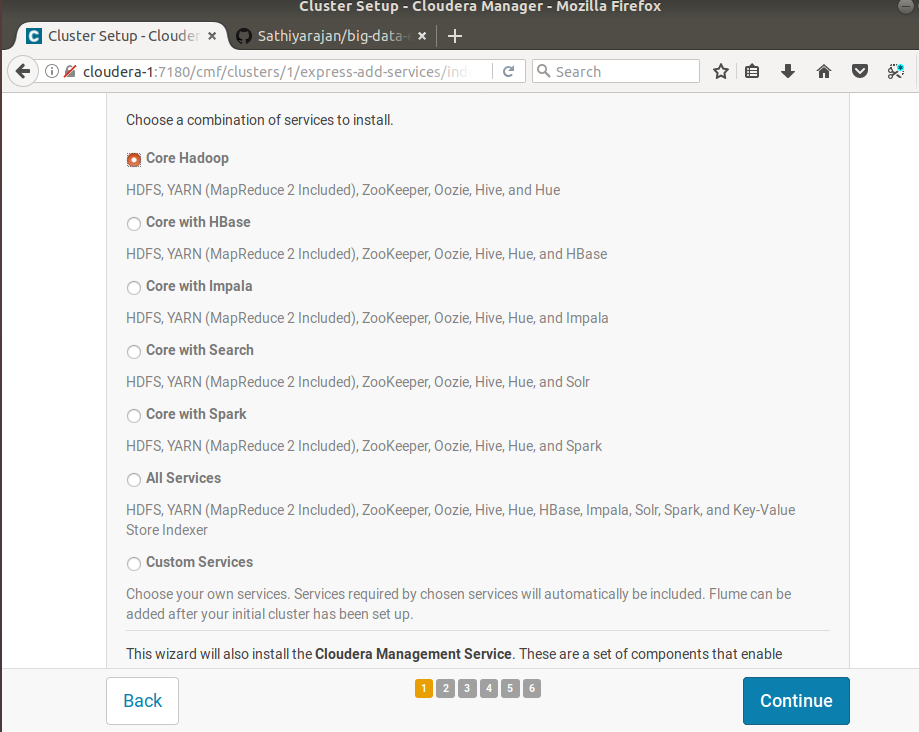 Cluster Setup - Cloudera Manager - Mozilla Firefox
Cluster Setup - Clouder
Sathiyarajan/big-data-
cloudera-1:7180/cmf/clusters/1/express-add-services/ind
Search
Choose a combination of services to install.
Core Hadoop
HDFS, YARN (MapReduce 2 Included), ZooKeeper, Oozie, Hive, and Hue
Core with HBase
HDFS, YARN (MapReduce 2 Included), ZooKeeper, Oozie, Hive, Hue, and HBase
Core with Impala
HDFS, YARN (MapReduce 2 Included), ZooKeeper, Oozie, Hive, Hue, and Impala
Core with Search
HDFS, YARN (MapReduce 2 Included), ZooKeeper, Oozie, Hive, Hue, and Solr
Core with Spark
HDFS, YARN (MapReduce 2 Included), ZooKeeper, Oozie, Hive, Hue, and Spark
All Services
HDFS, YARN (MapReduce 2 Included), ZooKeeper, Oozie, Hive, Hue, HBase, Impala, Solr, Spark, and Key-Value
Store Indexer
Custom Services
Choose your own services. Services required by chosen services will automatically be included. Flume can be
added after your initial cluster has been set up.
This wizard will also install the Cloudera Management Service. These are a set of components that enable
Back
1 2 3 4 5 6
Continue